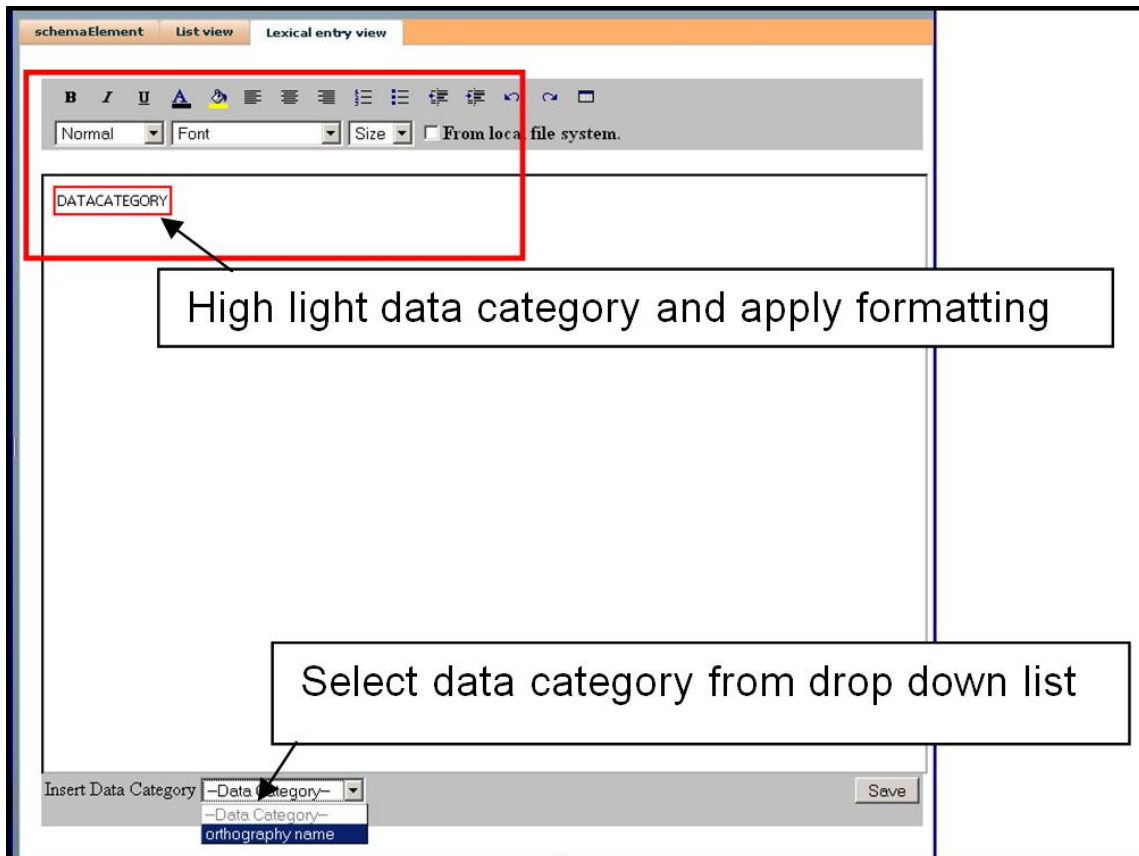 schemaElement List view Lexical entry view
B I U A
Normal Font Size From local file system.
DATACATEGORY
High light data category and apply formatting
Select data category from drop down list
Insert Data Category –Data Category– Save
–Data Category–
orthography name